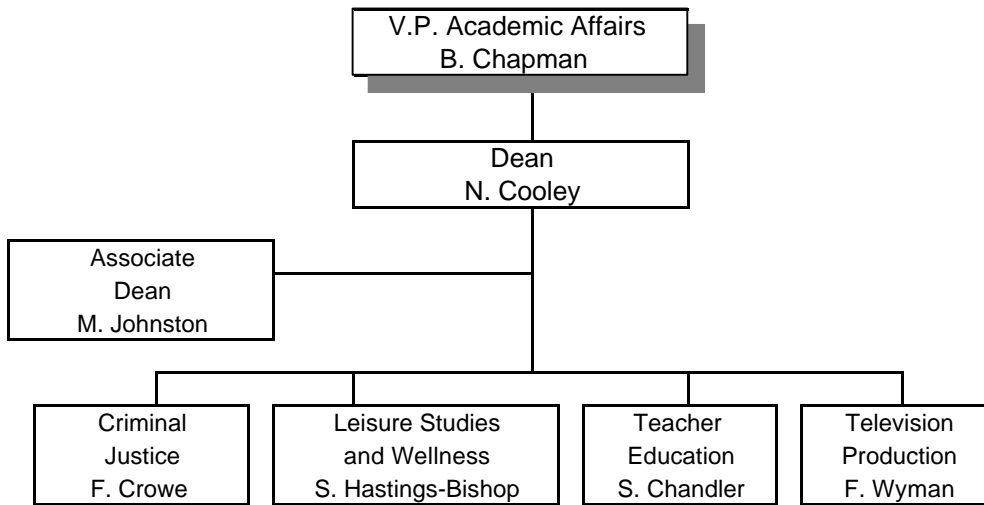 V.P. Academic Affairs
B. Chapman
Dean
N. Cooley
Associate
Dean
M. Johnston
Criminal
Justice
F. Crowe
Leisure Studies
and Wellness
S. Hastings-Bishop
Teacher
Education
S. Chandler
Television
Production
F. Wyman